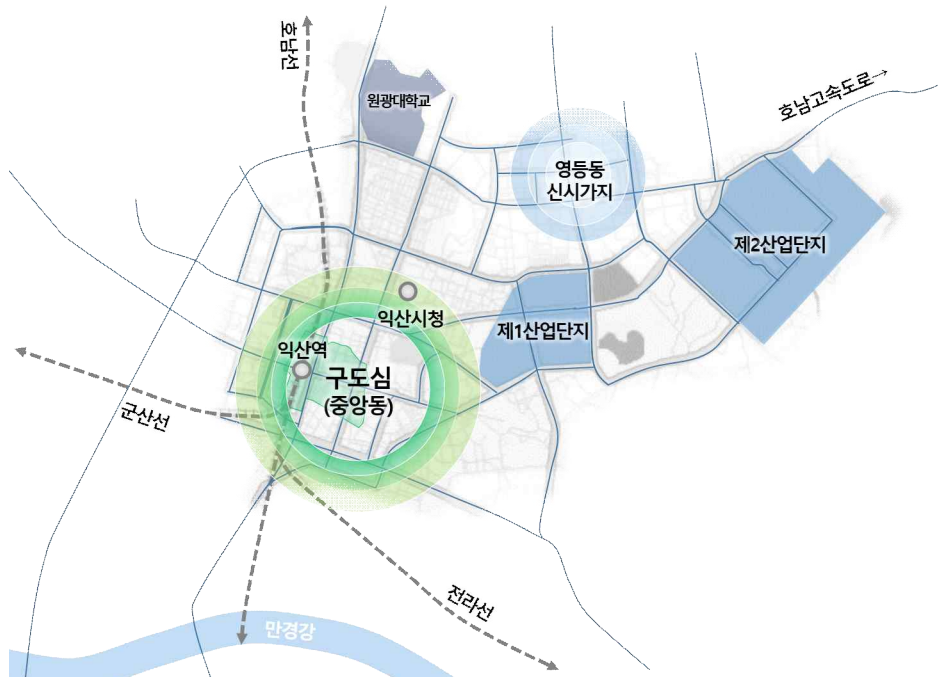 호남선
원광대학교
호남고속도로→
영등동
신시가지
제2산업단지
익산시청
제1산업단지
익산역
구도심
(중앙동)
군산선
전라선
만경강